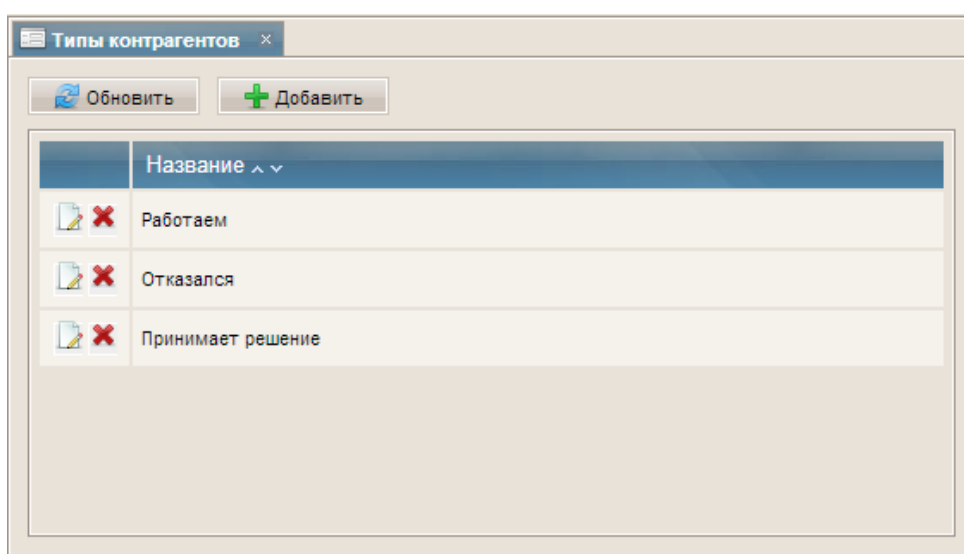 Типы контрагентов
Обновить Добавить
Название
Работаем
Отказался
Принимает решение